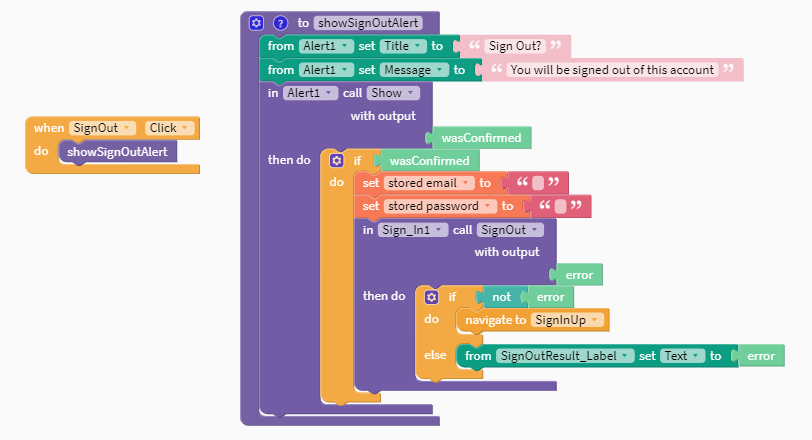 to showSignOutAlert
from Alert1 set Title to “ Sign Out? ”
from Alert1 set Message to “ You will be signed out of this account ”
in Alert1 call Show
with output
wasConfirmed
when SignOut Click
do showSignOutAlert
then do if wasConfirmed
do set stored email to “ ”
set stored password to “ ”
in Sign_In1 call SignOut
with output
error
then do if not error
do navigate to SignInUp
else from SignOutResult_Label set Text to error